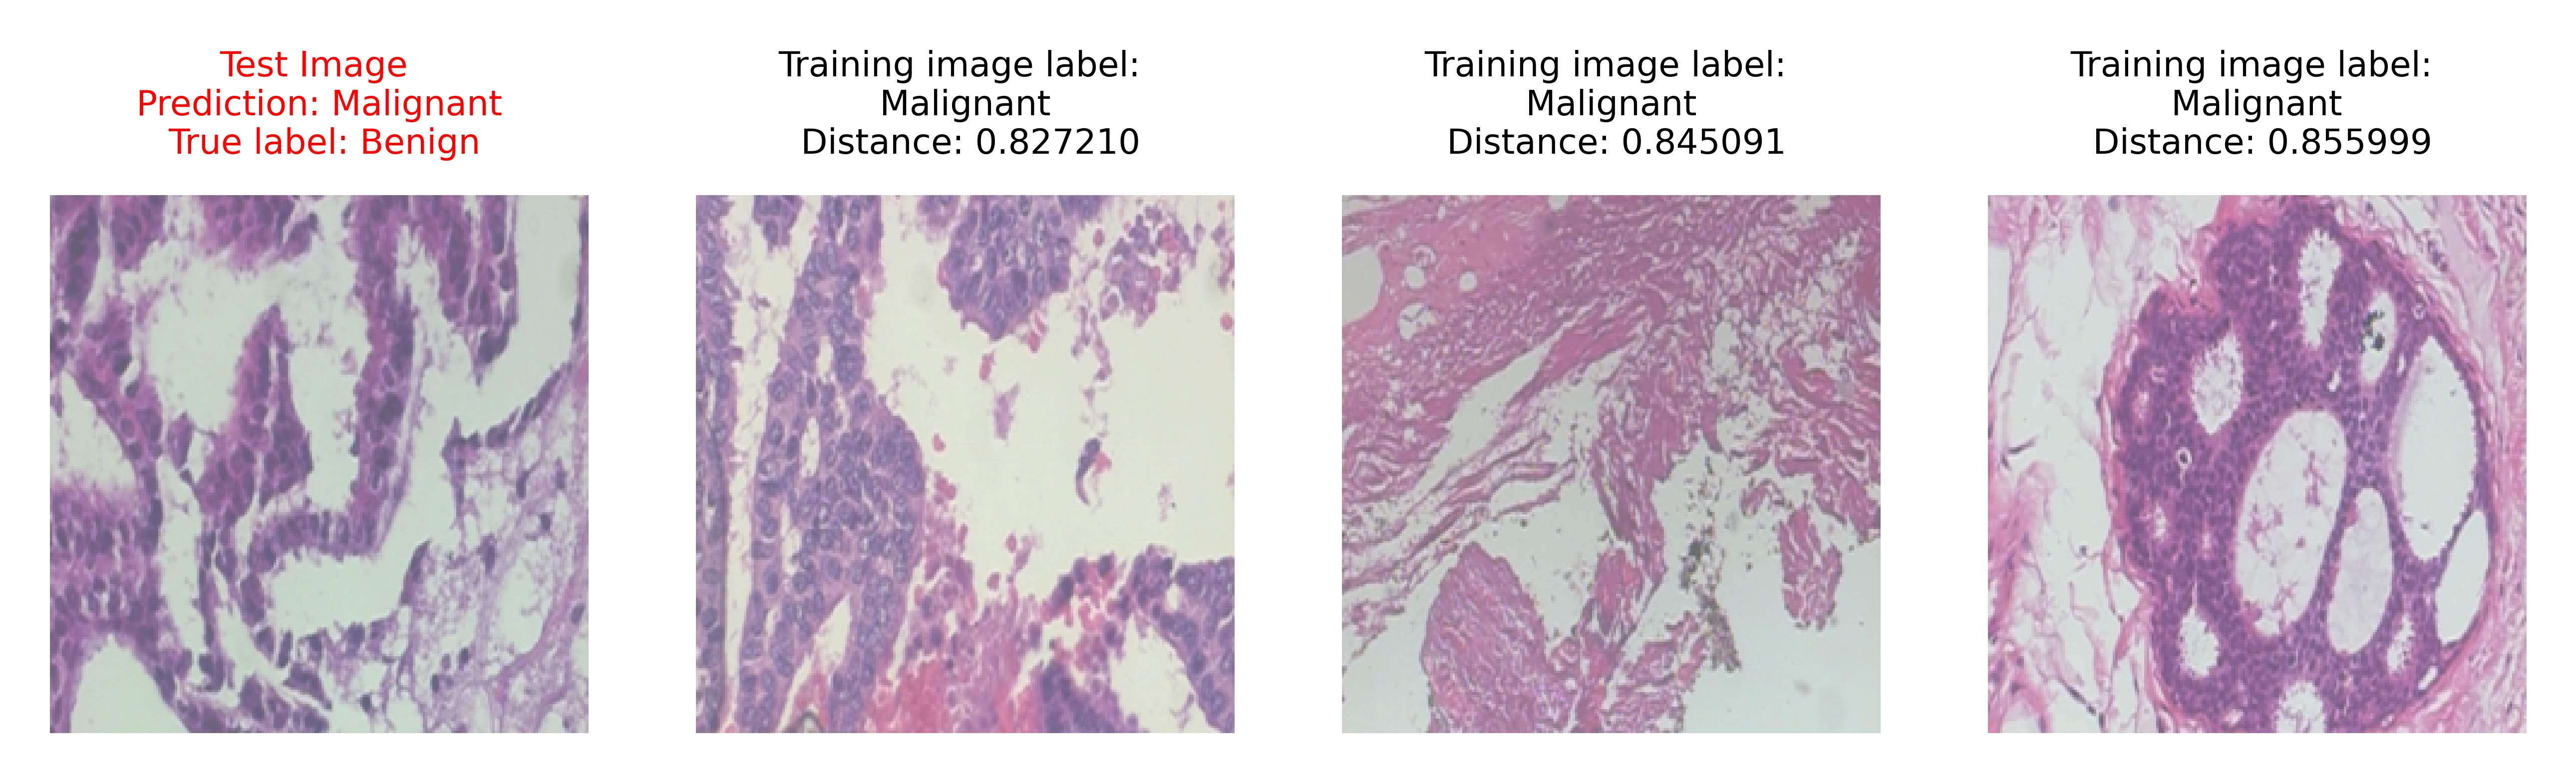 Test Image
Prediction: Malignant
True label: Benign
Training image label:
Malignant
Distance: 0.827210
Training image label:
Malignant
Distance: 0.845091
Training image label:
Malignant
Distance: 0.855999